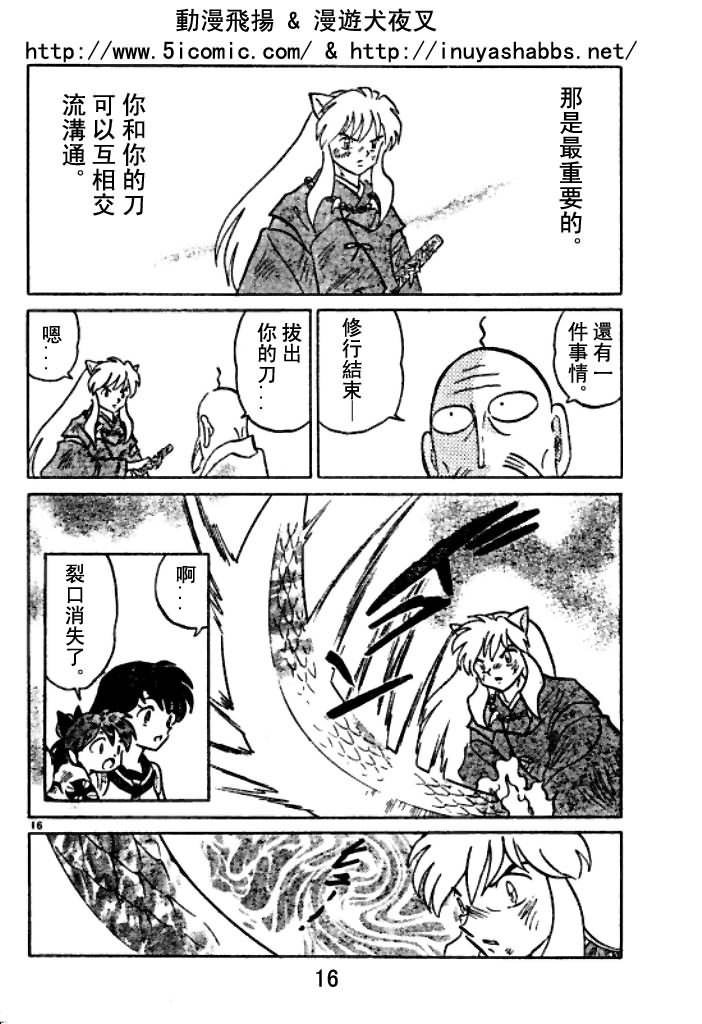 動漫飛揚 & 漫遊犬夜叉
http://www.5icomic.com/ & http://inuyashabbs.net/
那是最重要的。
你和你的刀
可以互相交
流溝通。
還有一
件事情。
修行結束—
拔出
你的刀...
嗯...
啊...
裂口消失了。
16
16